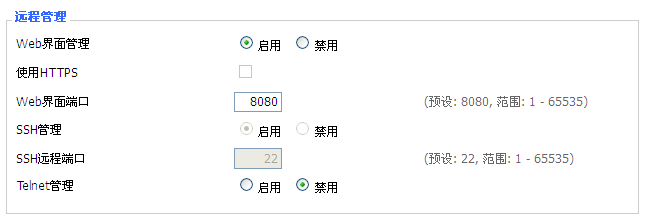 远程管理
Web界面管理 启用 禁用
使用HTTPS
Web界面端口 8080 (预设: 8080, 范围: 1 - 65535)
SSH管理 启用 禁用
SSH远程端口 22 (预设: 22, 范围: 1 - 65535)
Telnet管理 启用 禁用